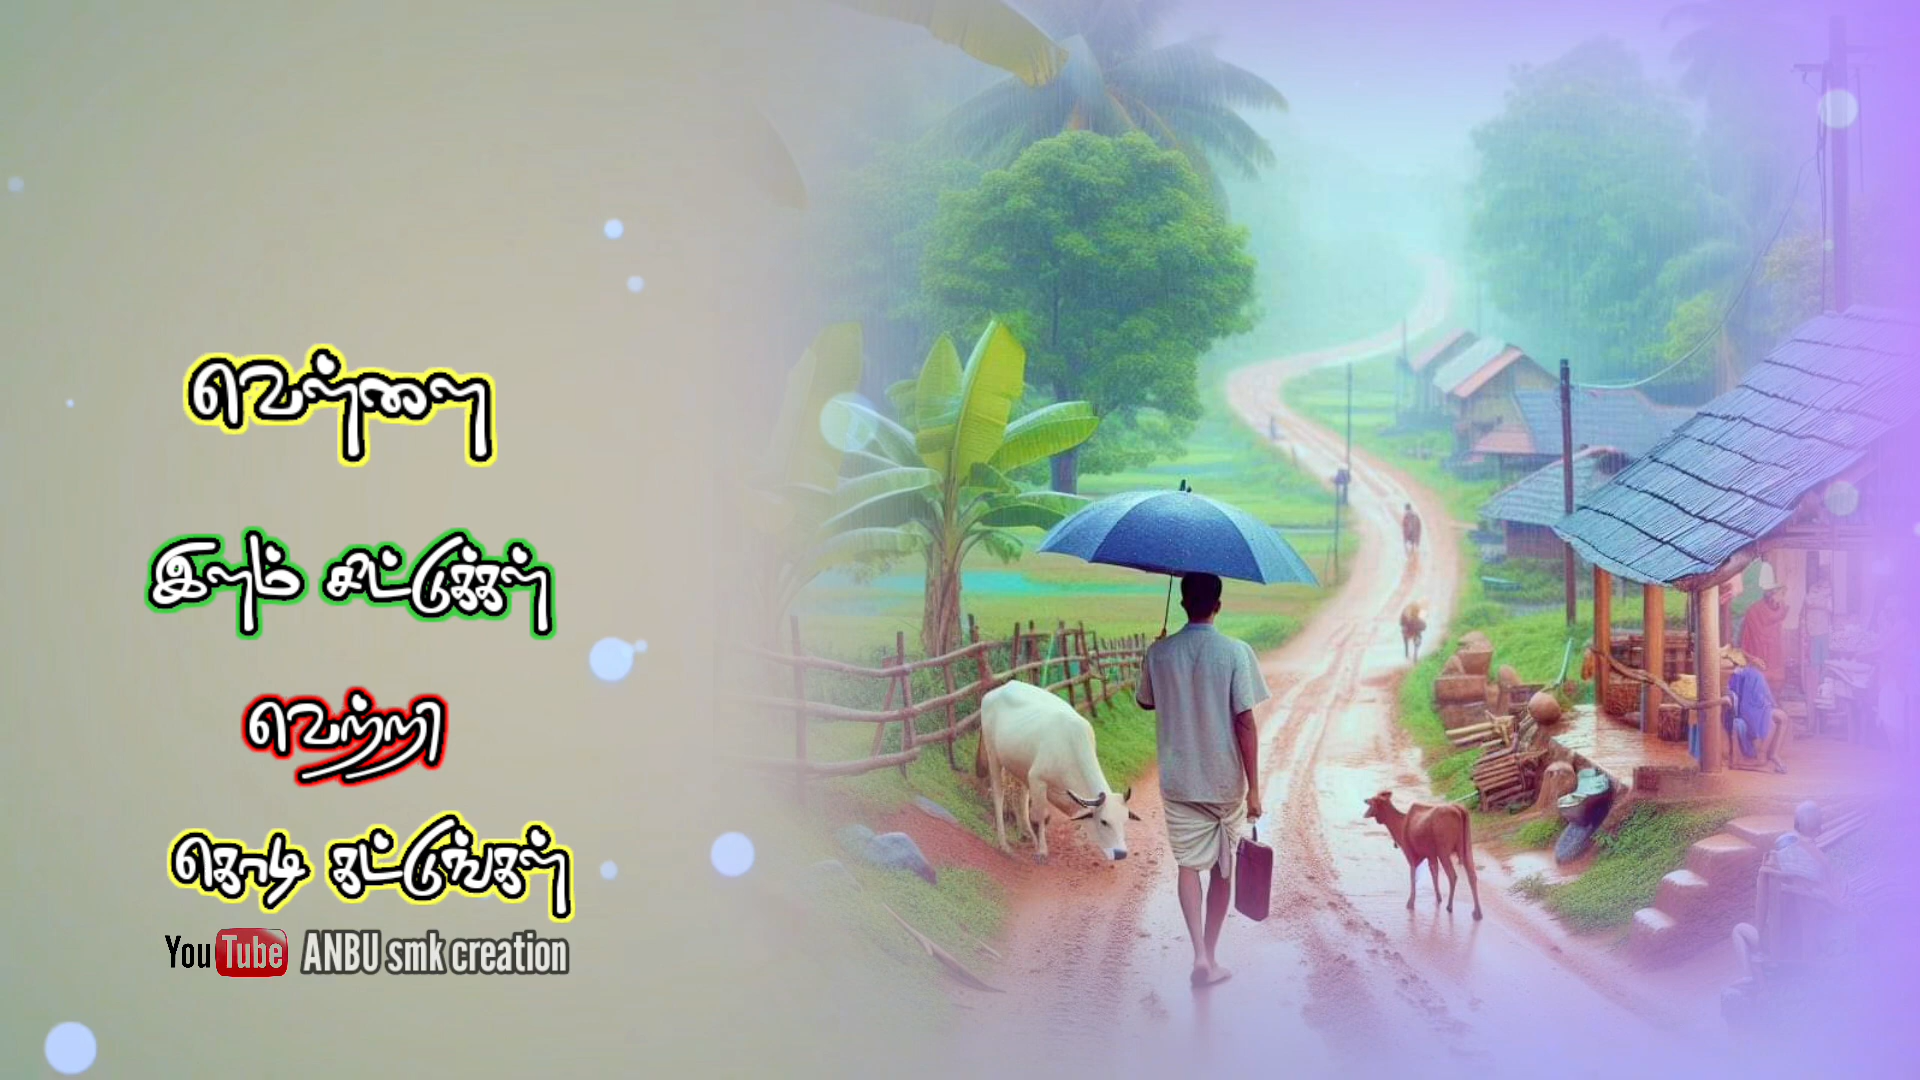 வெள்ளை
இளம் சிட்டுக்கள்
வெற்றி
கொடி கட்டுங்கள்
YouTube ANBU smk creation